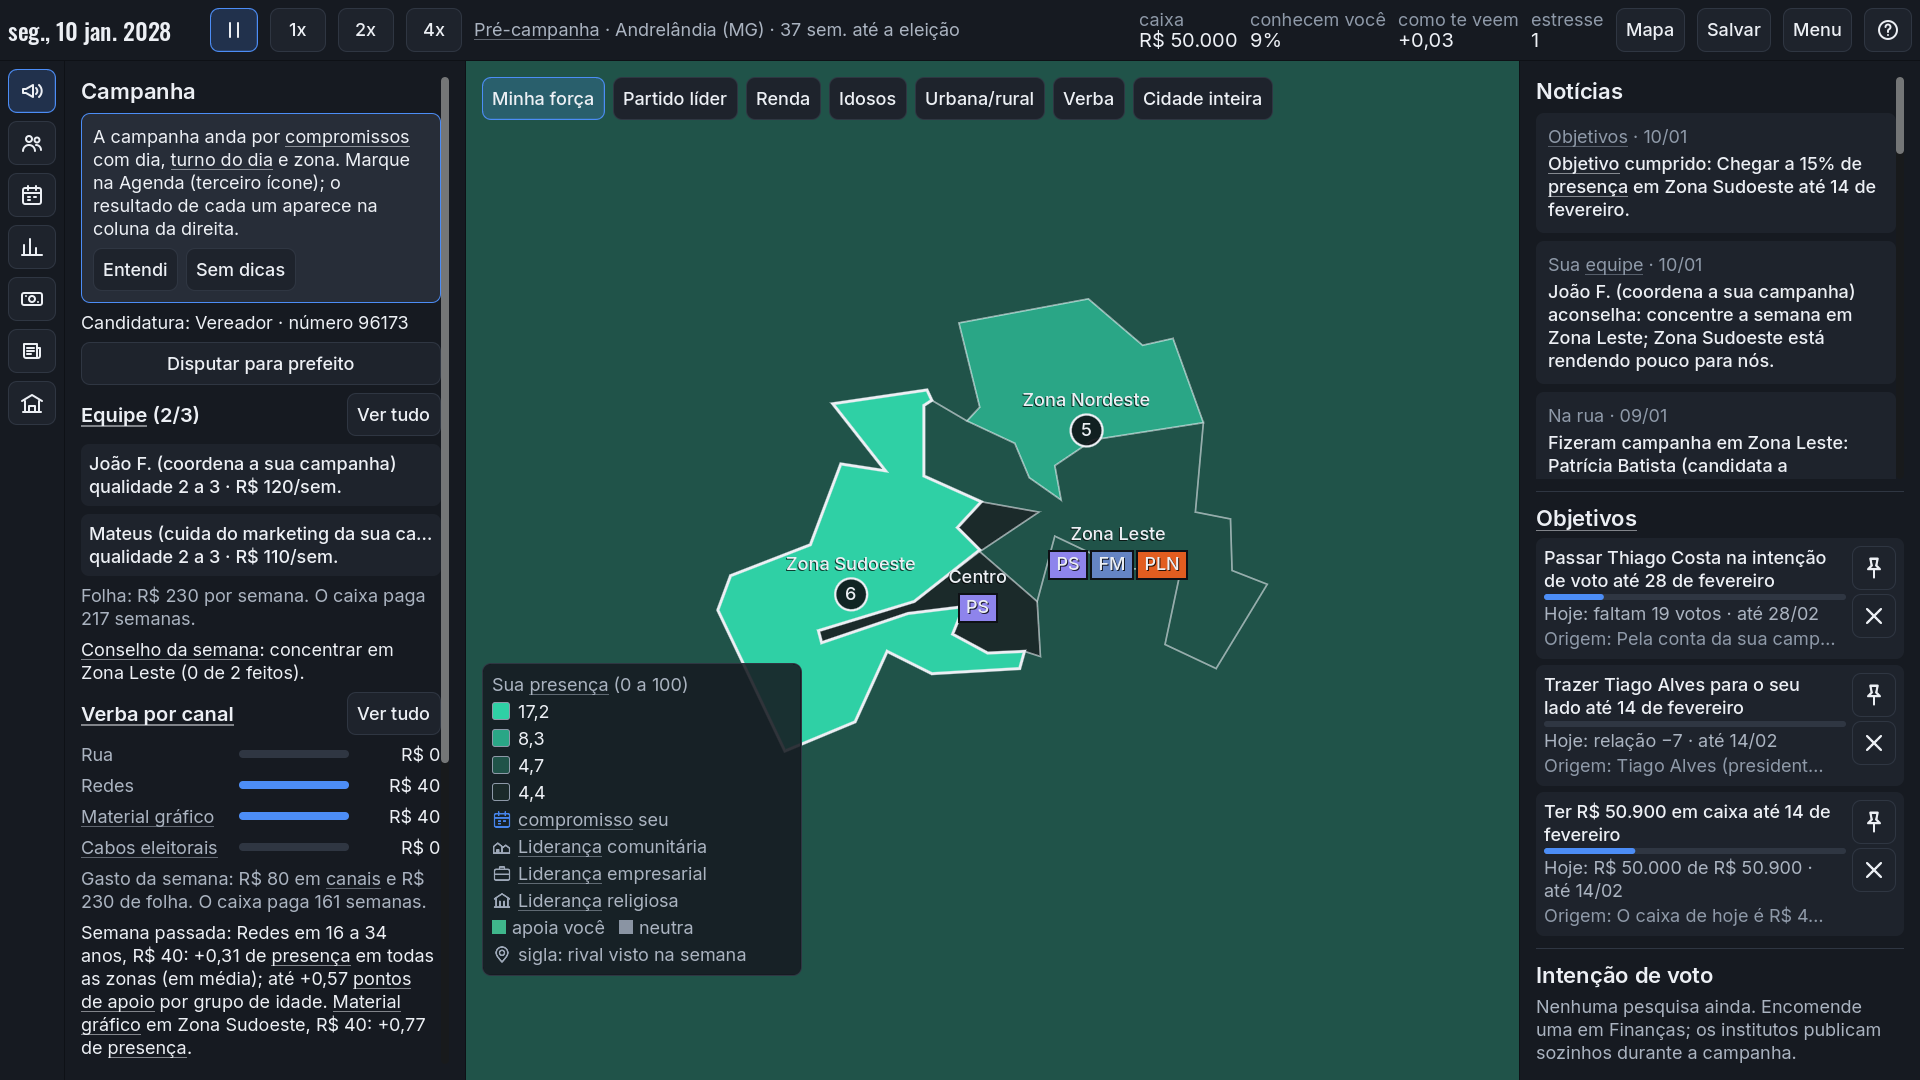 seg., 10 jan. 2028
1x
2x
4x
Pré-campanha · Andrelândia (MG) · 37 sem. até a eleição
caixa
R$ 50.000
conhecem você
9%
como te veem
+0,03
estresse
1
Mapa
Salvar
Menu
Campanha
A campanha anda por compromissos
com dia, turno do dia e zona. Marque
na Agenda (terceiro ícone); o
resultado de cada um aparece na
coluna da direita.
Entendi
Sem dicas
Candidatura: Vereador · número 96173
Disputar para prefeito
Equipe (2/3)
Ver tudo
João F. (coordena a sua campanha)
qualidade 2 a 3 · R$ 120/sem.
Mateus (cuida do marketing da sua ca...
qualidade 2 a 3 · R$ 110/sem.
Folha: R$ 230 por semana. O caixa paga
217 semanas.
Conselho da semana: concentrar em
Zona Leste (0 de 2 feitos).
Verba por canal
Ver tudo
Rua
R$ 0
Redes
R$ 40
Material gráfico
R$ 40
Cabos eleitorais
R$ 0
Gasto da semana: R$ 80 em canais e R$
230 de folha. O caixa paga 161 semanas.
Semana passada: Redes em 16 a 34
anos, R$ 40: +0,31 de presença em todas
as zonas (em média); até +0,57 pontos
de apoio por grupo de idade. Material
gráfico em Zona Sudoeste, R$ 40: +0,77
de presença.
Minha força
Partido líder
Renda
Idosos
Urbana/rural
Verba
Cidade inteira
Zona Nordeste
5
Zona Leste
PS
FM
PLN
Zona Sudoeste
6
Centro
PS
Sua presença (0 a 100)
17,2
8,3
4,7
4,4
compromisso seu
Liderança comunitária
Liderança empresarial
Liderança religiosa
apoia você
neutra
sigla: rival visto na semana
Notícias
Objetivos · 10/01
Objetivo cumprido: Chegar a 15% de
presença em Zona Sudoeste até 14 de
fevereiro.
Sua equipe · 10/01
João F. (coordena a sua campanha)
aconselha: concentre a semana em
Zona Leste; Zona Sudoeste está
rendendo pouco para nós.
Na rua · 09/01
Fizeram campanha em Zona Leste:
Patrícia Batista (candidata a
Objetivos
Passar Thiago Costa na intenção
de voto até 28 de fevereiro
Hoje: faltam 19 votos · até 28/02
Origem: Pela conta da sua camp...
Trazer Tiago Alves para o seu
lado até 14 de fevereiro
Hoje: relação −7 · até 14/02
Origem: Tiago Alves (president...
Ter R$ 50.900 em caixa até 14 de
fevereiro
Hoje: R$ 50.000 de R$ 50.900 ·
até 14/02
Origem: O caixa de hoje é R$ 4...
Intenção de voto
Nenhuma pesquisa ainda. Encomende
uma em Finanças; os institutos publicam
sozinhos durante a campanha.